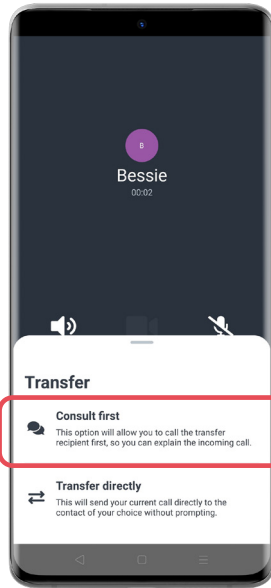 B
Bessie
00:02
Transfer
Consult first
This option will allow you to call the transfer
recipient first, so you can explain the incoming call.
Transfer directly
This will send your current call directly to the
contact of your choice without prompting.